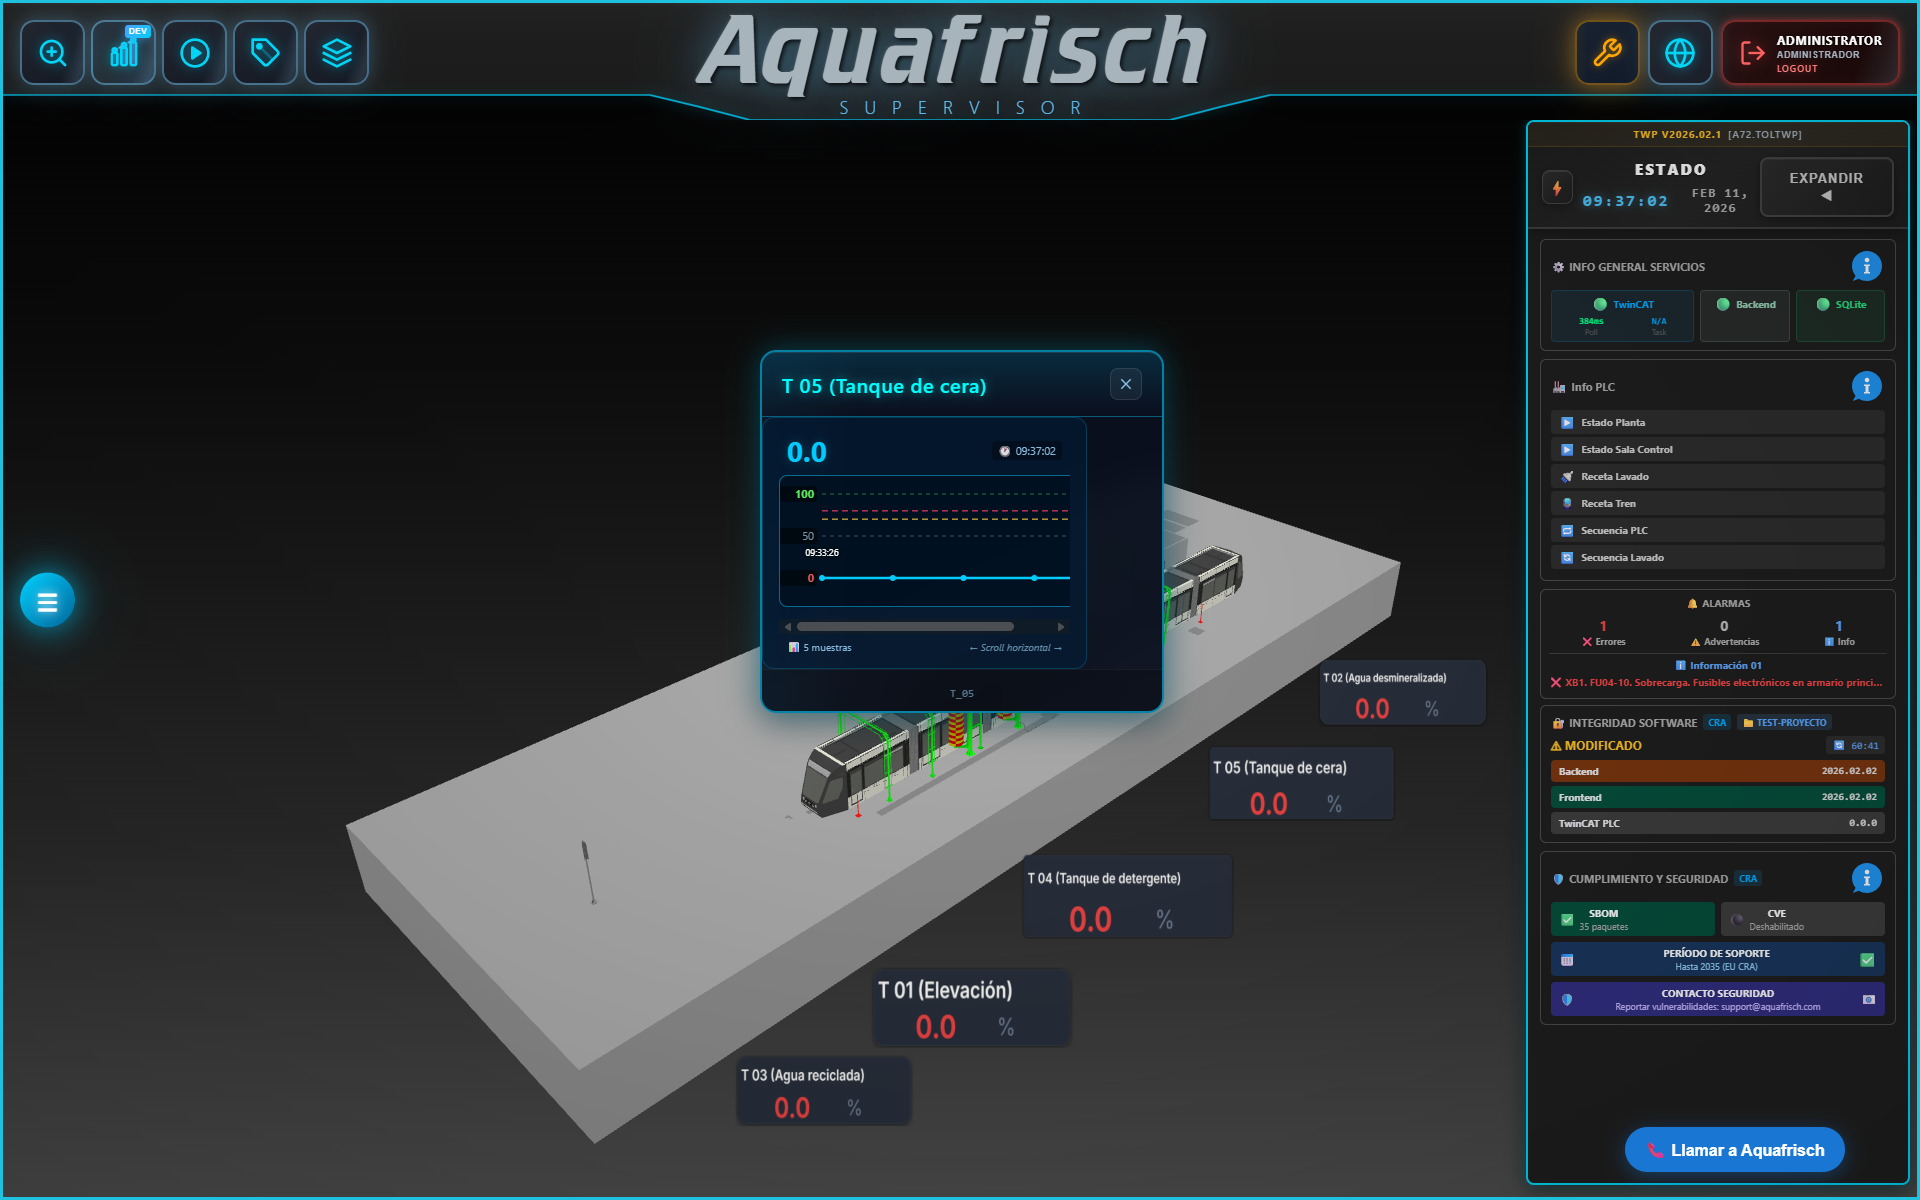 DEV
Aquafrisch
SUPERVISOR
ADMINISTRATOR
ADMINISTRADOR
LOGOUT
TWP V2026.02.1 [A72.TOLTWP]
ESTADO
09:37:02
FEB 11,
2026
EXPANDIR
INFO GENERAL SERVICIOS
TwinCAT
384ms
N/A
Poll
Task
Backend
SQLite
Info PLC
Estado Planta
Estado Sala Control
Receta Lavado
Receta Tren
Secuencia PLC
Secuencia Lavado
ALARMAS
1
0
1
Errores
Advertencias
Info
Información 01
XB1. FU04-10. Sobrecarga. Fusibles electrónicos en armario princi...
INTEGRIDAD SOFTWARE CRA TEST-PROYECTO
MODIFICADO
60:41
Backend 2026.02.02
Frontend 2026.02.02
TwinCAT PLC 0.0.0
CUMPLIMIENTO Y SEGURIDAD CRA
SBOM
35 paquetes
CVE
Deshabilitado
PERÍODO DE SOPORTE
Hasta 2035 (EU CRA)
CONTACTO SEGURIDAD
Reportar vulnerabilidades: support@aquafrisch.com
Llamar a Aquafrisch
T 05 (Tanque de cera)
0.0
09:37:02
100
50
09:33:26
0
5 muestras
← Scroll horizontal →
T_05
T 02 (Agua desmineralizada)
0.0 %
T 05 (Tanque de cera)
0.0 %
T 04 (Tanque de detergente)
0.0 %
T 01 (Elevación)
0.0 %
T 03 (Agua reciclada)
0.0 %